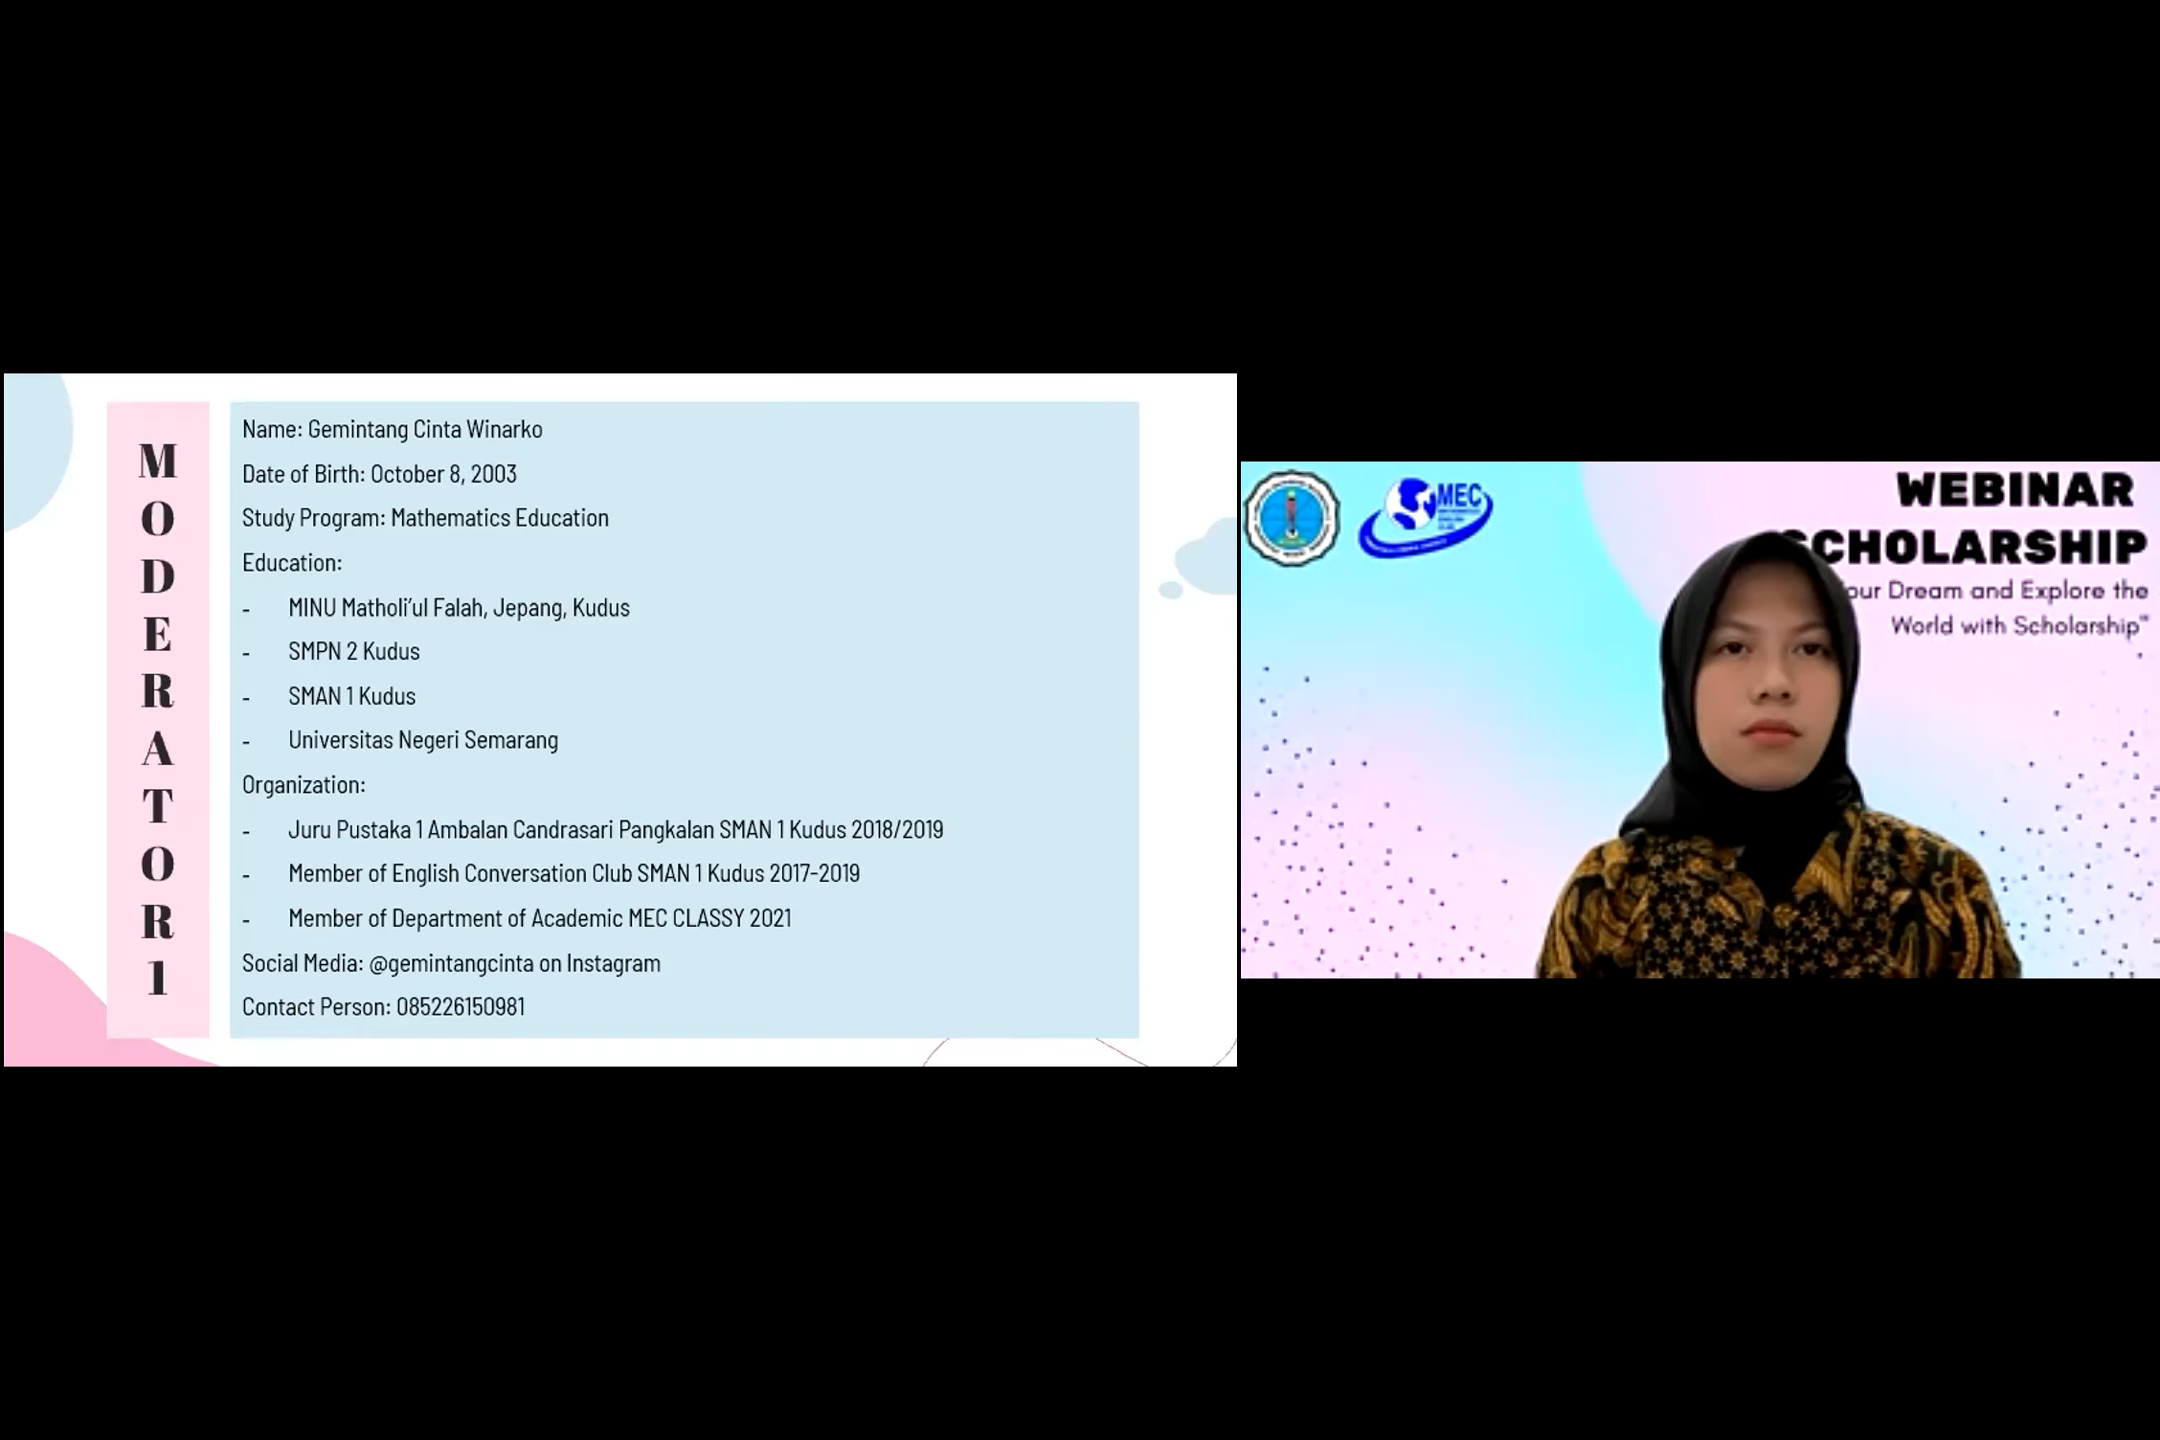 MODERATOR 1
Name: Gemintang Cinta Winarko
Date of Birth: October 8, 2003
Study Program: Mathematics Education
Education:
- MINU Matholi’ul Falah, Jepang, Kudus
- SMPN 2 Kudus
- SMAN 1 Kudus
- Universitas Negeri Semarang
Organization:
- Juru Pustaka 1 Ambalan Candrasari Pangkalan SMAN 1 Kudus 2018/2019
- Member of English Conversation Club SMAN 1 Kudus 2017-2019
- Member of Department of Academic MEC CLASSY 2021
Social Media: @gemintangcinta on Instagram
Contact Person: 085226150981
MEC
WEBINAR
SCHOLARSHIP
our Dream and Explore the
World with Scholarship"